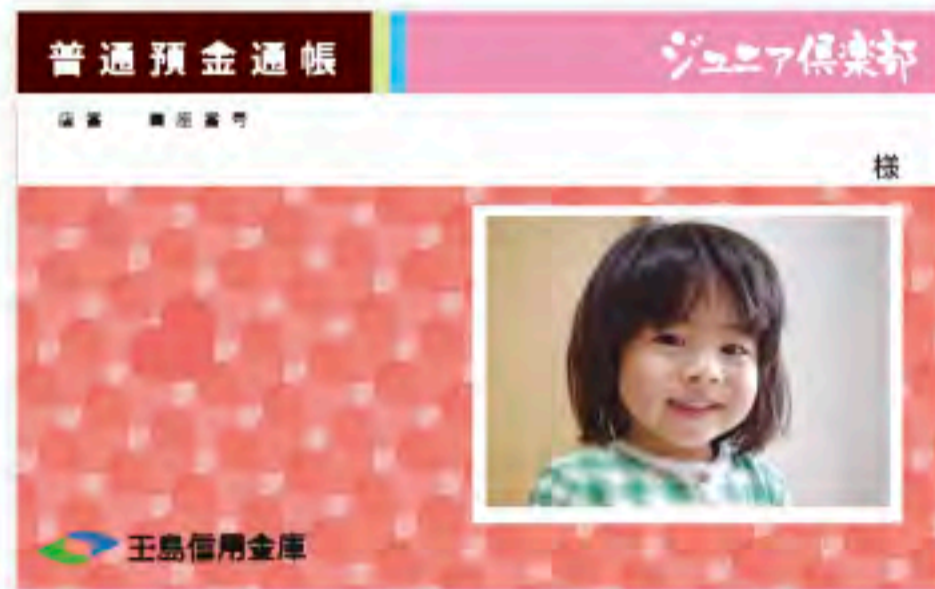 普通預金通帳
ジュニア倶楽部
店番 口座番号
様
玉島信用金庫